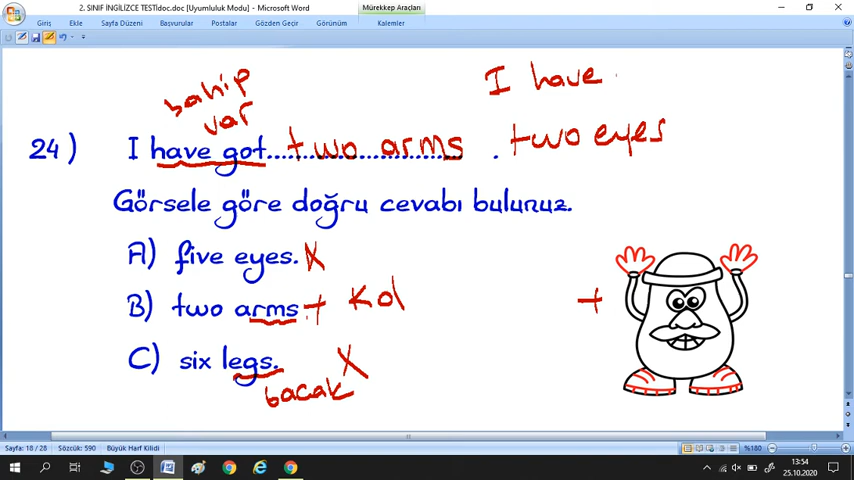 2. SINIF İNGİLİZCE TESTİdoc.doc [Uyumluluk Modu] - Microsoft Word
Mürekkep Araçları
Giriş Ekle Sayfa Düzeni Başvurular Postalar Gözden Geçir Görünüm Kalemler
I have
sahip
var
24) I have got.............................. .
two arms
two eyes
Görsele göre doğru cevabı bulunuz.
A) five eyes. X
B) two arms + kol
+
C) six legs. X
bacak
Sayfa: 18 / 28 Sözcük: 590 Büyük Harf Kilidi %180
13:54
25.10.2020